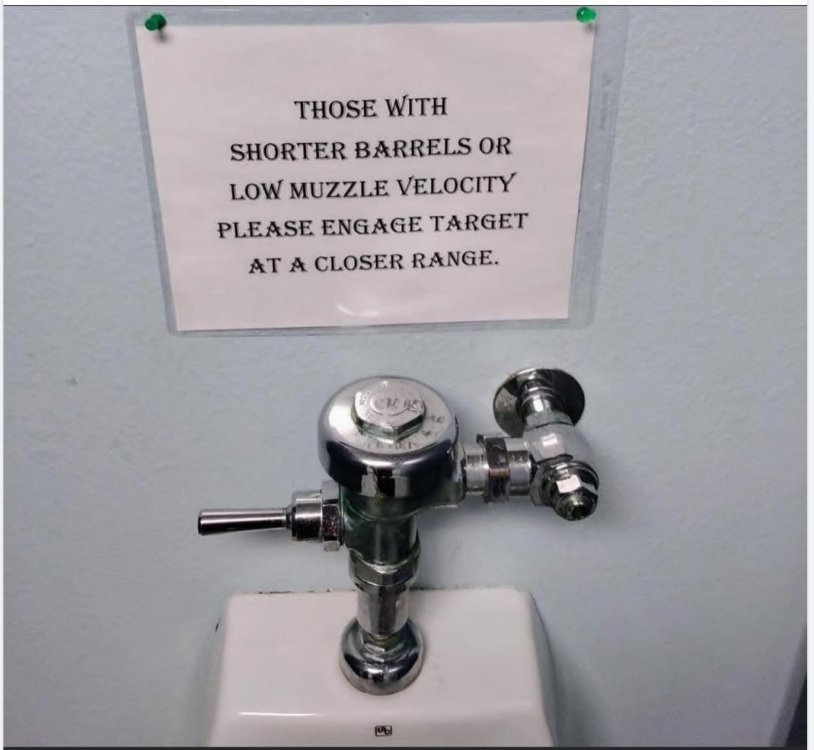 THOSE WITH
SHORTER BARRELS OR
LOW MUZZLE VELOCITY
PLEASE ENGAGE TARGET
AT A CLOSER RANGE.